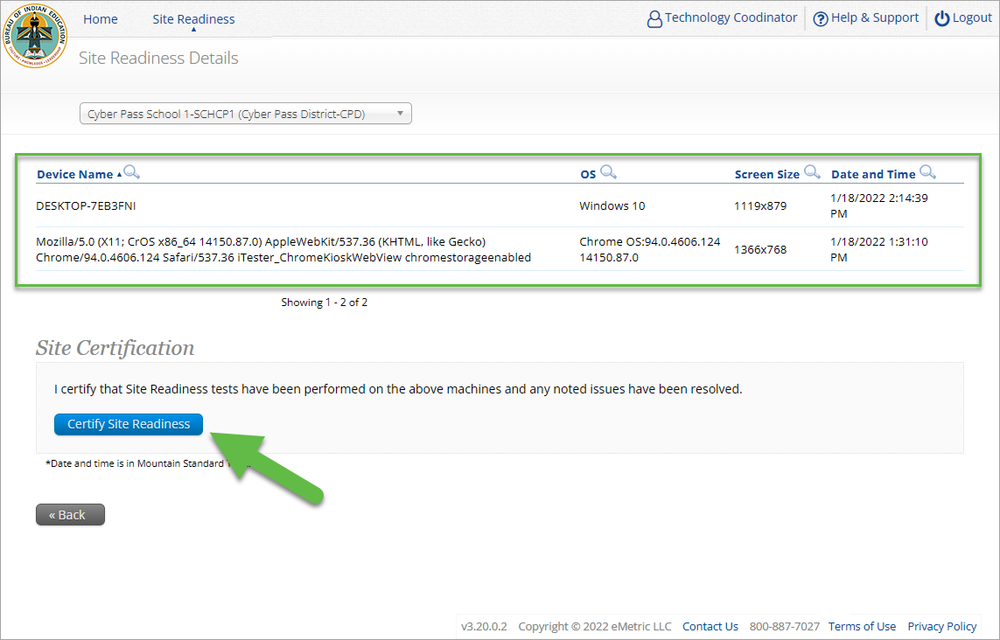 BUREAU OF INDIAN EDUCATION
CULTURE • KNOWLEDGE • LEADERSHIP
Home Site Readiness Technology Coodinator Help & Support Logout
Site Readiness Details
Cyber Pass School 1-SCHCP1 (Cyber Pass District-CPD)
Device Name OS Screen Size Date and Time
DESKTOP-7EB3FNI Windows 10 1119x879 1/18/2022 2:14:39
PM
Mozilla/5.0 (X11; CrOS x86_64 14150.87.0) AppleWebKit/537.36 (KHTML, like Gecko) Chrome OS:94.0.4606.124 1366x768 1/18/2022 1:31:10
Chrome/94.0.4606.124 Safari/537.36 iTester_ChromeKioskWebView chromestorageenabled 14150.87.0 PM
Showing 1 - 2 of 2
Site Certification
I certify that Site Readiness tests have been performed on the above machines and any noted issues have been resolved.
Certify Site Readiness
*Date and time is in Mountain Standard
« Back
v3.20.0.2 Copyright © 2022 eMetric LLC Contact Us 800-887-7027 Terms of Use Privacy Policy